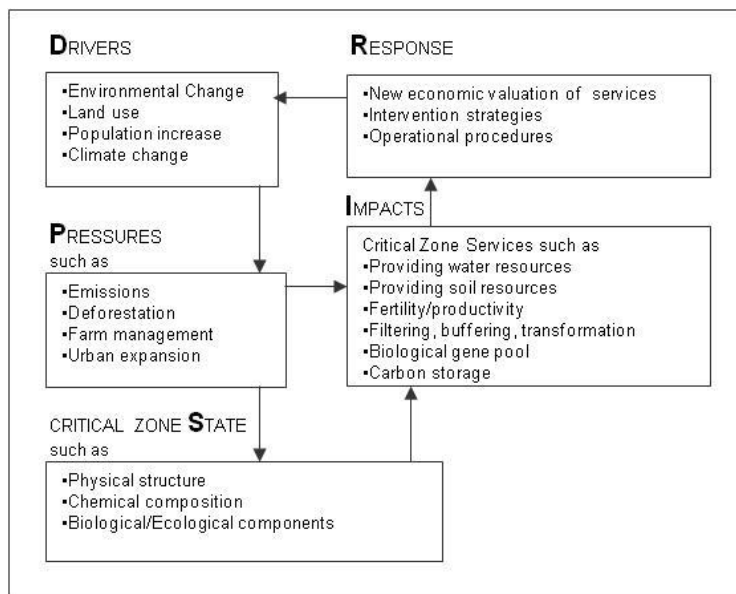 DRIVERS
▪Environmental Change
▪Land use
▪Population increase
▪Climate change
RESPONSE
▪New economic valuation of services
▪Intervention strategies
▪Operational procedures
PRESSURES
such as
▪Emissions
▪Deforestation
▪Farm management
▪Urban expansion
IMPACTS
Critical Zone Services such as
▪Providing water resources
▪Providing soil resources
▪Fertility/productivity
▪Filtering, buffering, transformation
▪Biological gene pool
▪Carbon storage
CRITICAL ZONE STATE
such as
▪Physical structure
▪Chemical composition
▪Biological/Ecological components